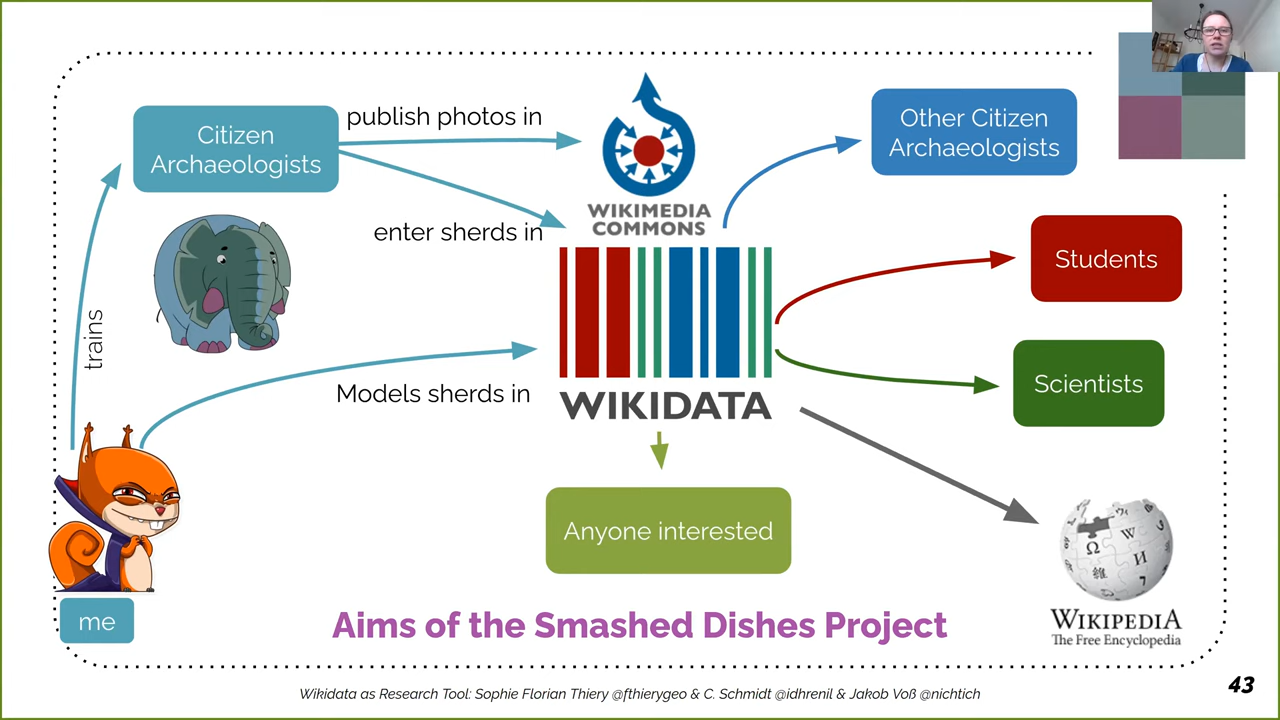 Citizen
Archaeologists
publish photos in
enter sherds in
trains
Models sherds in
me
WIKIMEDIA
COMMONS
WIKIDATA
Other Citizen
Archaeologists
Students
Scientists
Anyone interested
Ω
W
И
維
WIKIPEDIA
The Free Encyclopedia
Aims of the Smashed Dishes Project
Wikidata as Research Tool: Sophie Florian Thiery @fthierygeo & C. Schmidt @idhrenil & Jakob Voß @nichtich
43